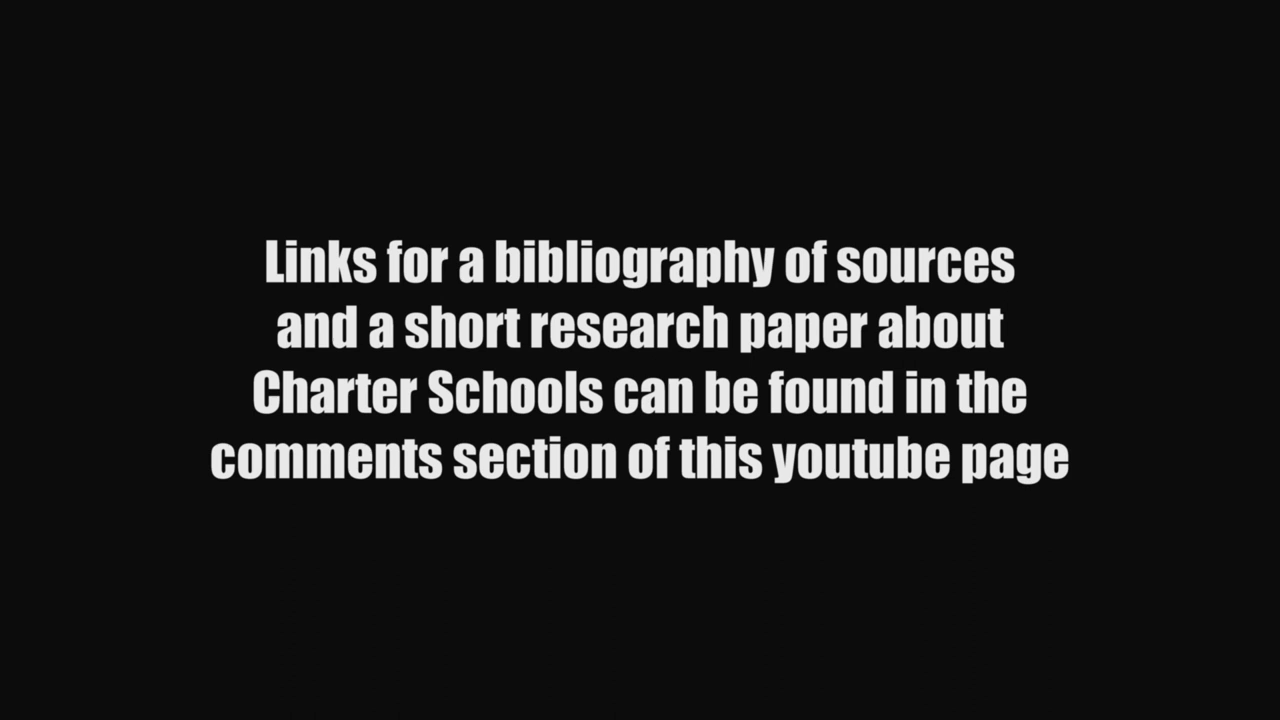 Links for a bibliography of sources
and a short research paper about
Charter Schools can be found in the
comments section of this youtube page